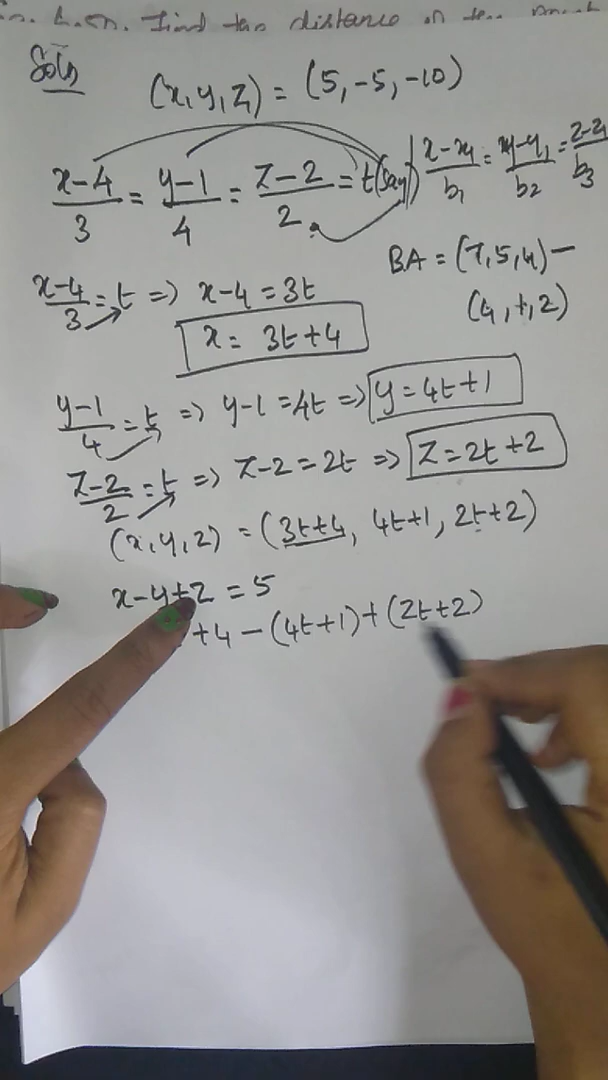 Find the distance of the
Soln
(x,y,z) = (5,-5,-10)
x-4/3 = y-1/4 = z-2/2 = t(say) | x-x1/b1 = y-y1/b2 = z-z1/b3
BA = (7,5,4) -
(4,+,2)
x-4/3 = t => x-4 = 3t
x = 3t+4
y-1/4 = t => y-1 = 4t => y = 4t+1
z-2/2 = t => z-2 = 2t => z = 2t+2
(x,y,z) = (3t+4, 4t+1, 2t+2)
x-y+z = 5
+4 - (4t+1) + (2t+2)